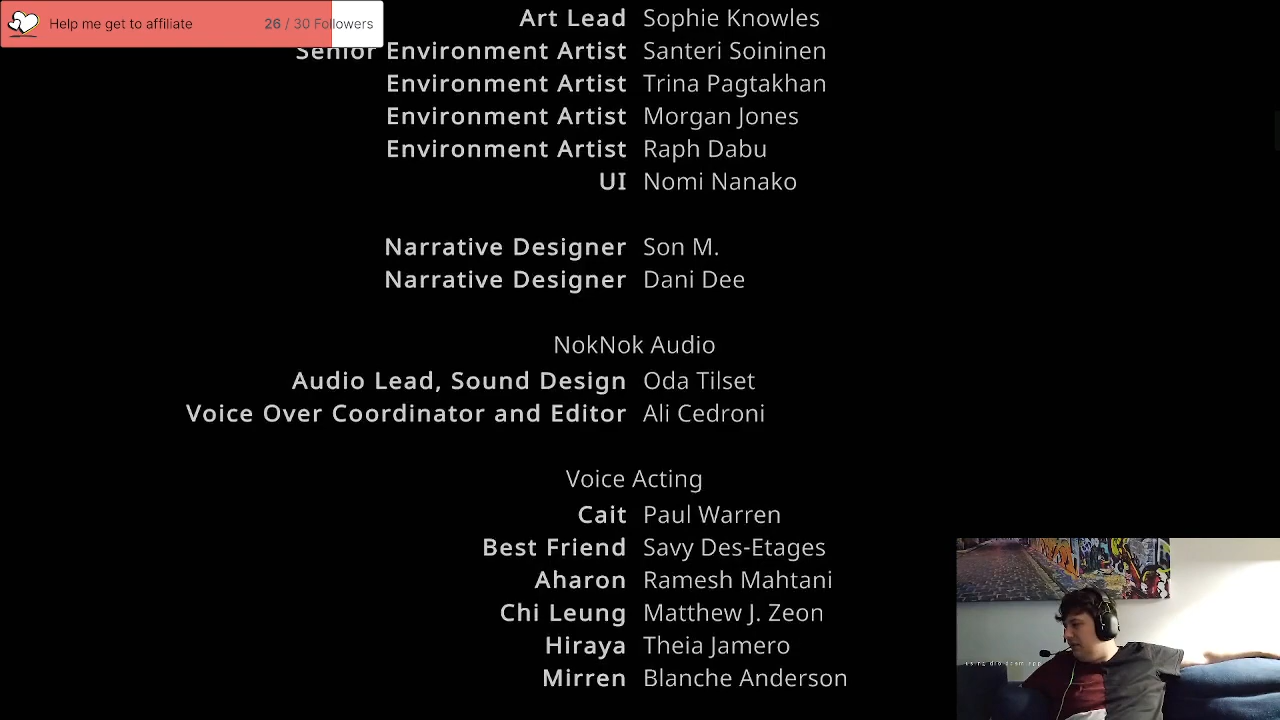 Help me get to affiliate 26 / 30 Followers
Art Lead Sophie Knowles
Senior Environment Artist Santeri Soininen
Environment Artist Trina Pagtakhan
Environment Artist Morgan Jones
Environment Artist Raph Dabu
UI Nomi Nanako
Narrative Designer Son M.
Narrative Designer Dani Dee
NokNok Audio
Audio Lead, Sound Design Oda Tilset
Voice Over Coordinator and Editor Ali Cedroni
Voice Acting
Cait Paul Warren
Best Friend Savy Des-Etages
Aharon Ramesh Mahtani
Chi Leung Matthew J. Zeon
Hiraya Theia Jamero
Mirren Blanche Anderson